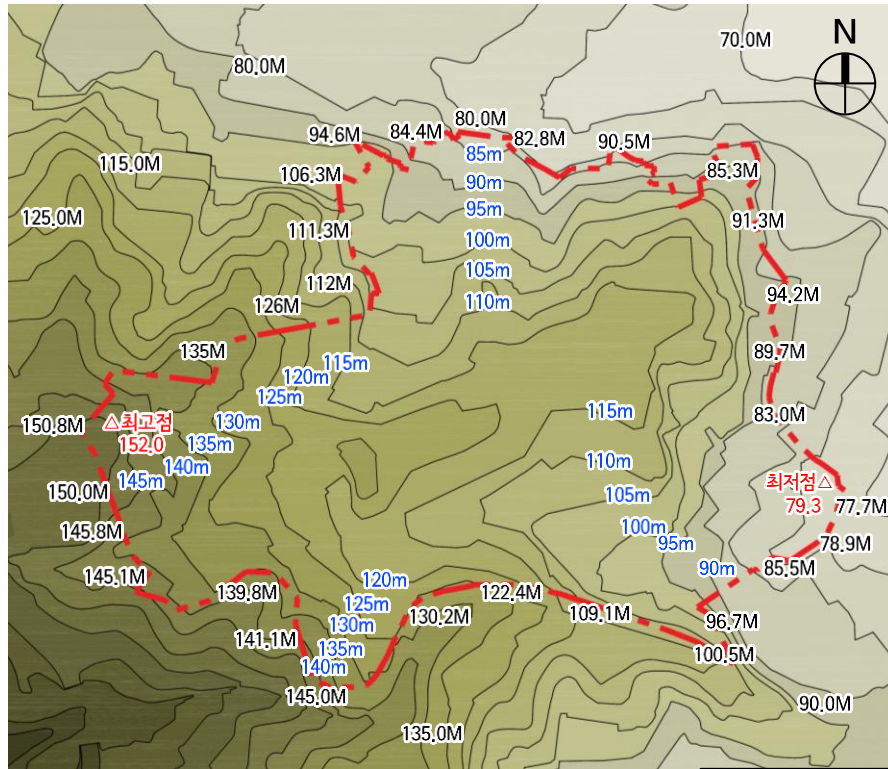 N
70.0M
80.0M
80.0M
94.6M
84.4M
82.8M
90.5M
85m
115.0M
106.3M
90m
85.3M
125.0M
95m
91.3M
111.3M
100m
105m
112M
94.2M
126M
110m
135M
115m
89.7M
120m
125m
150.8M
△최고점
130m
115m
83.0M
152.0
135m
140m
110m
145m
최저점△
150.0M
105m
79.3
77.7M
145.8M
100m
95m
78.9M
145.1M
120m
90m
85.5M
139.8M
122.4M
125m
130.2M
109.1M
96.7M
130m
141.1M
135m
100.5M
140m
145.0M
90.0M
135.0M